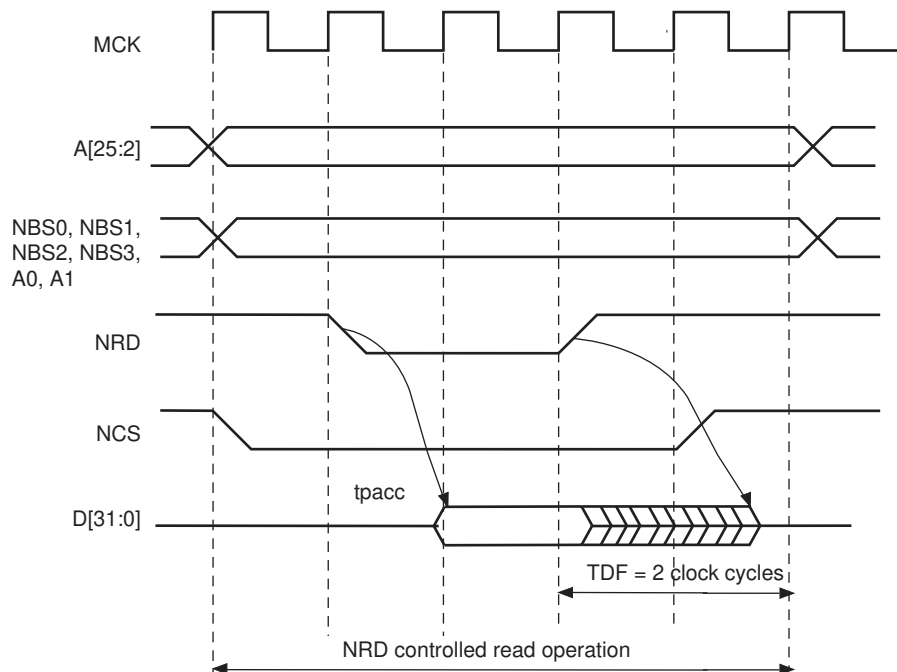 MCK
A[25:2]
NBS0, NBS1,
NBS2, NBS3,
A0, A1
NRD
NCS
tpacc
D[31:0]
TDF = 2 clock cycles
NRD controlled read operation